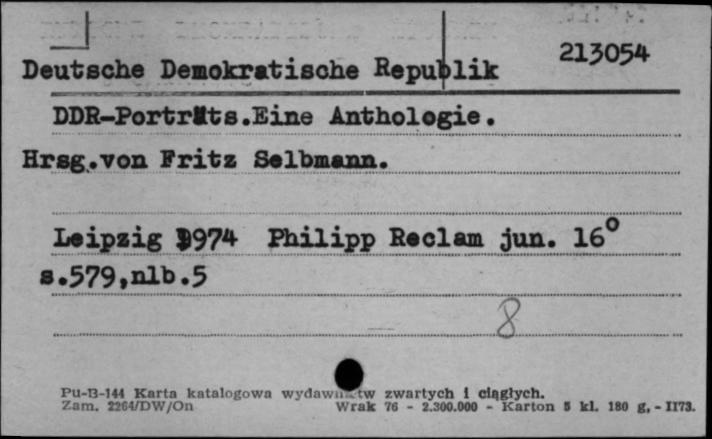 213054
Deutsche Demokratische Republik
DDR-Porträts.Eine Anthologie.
Hrsg.von Fritz Selbmann.
Leipzig 1974 Philipp Reclam jun. 16°
s.579,nlb.5
8
Pu-B-144 Karta katalogowa wydawnictw zwartych i ciągłych.
Zam. 2264/DW/On Wrak 76 - 2.300.000 - Karton 5 kl. 180 g. - II73.